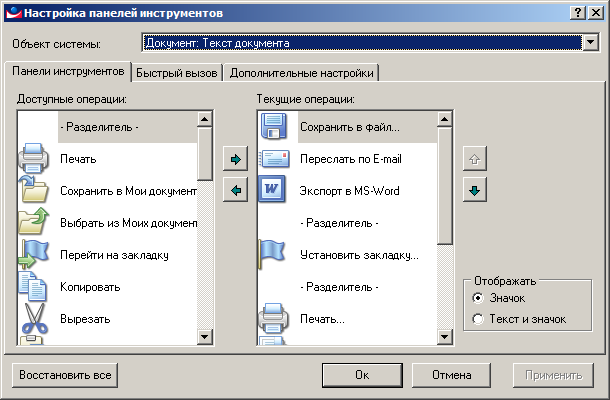 Настройка панелей инструментов
Объект системы:
Документ: Текст документа
Панели инструментов
Быстрый вызов
Дополнительные настройки
Доступные операции:
- Разделитель -
Печать
Сохранить в Мои документ
Выбрать из Моих документ
Перейти на закладку
Копировать
Вырезать
Текущие операции:
Сохранить в файл...
Переслать по E-mail
Экспорт в MS-Word
- Разделитель -
Установить закладку...
- Разделитель -
Печать...
Отображать
Значок
Текст и значок
Восстановить все
Ок
Отмена
Применить